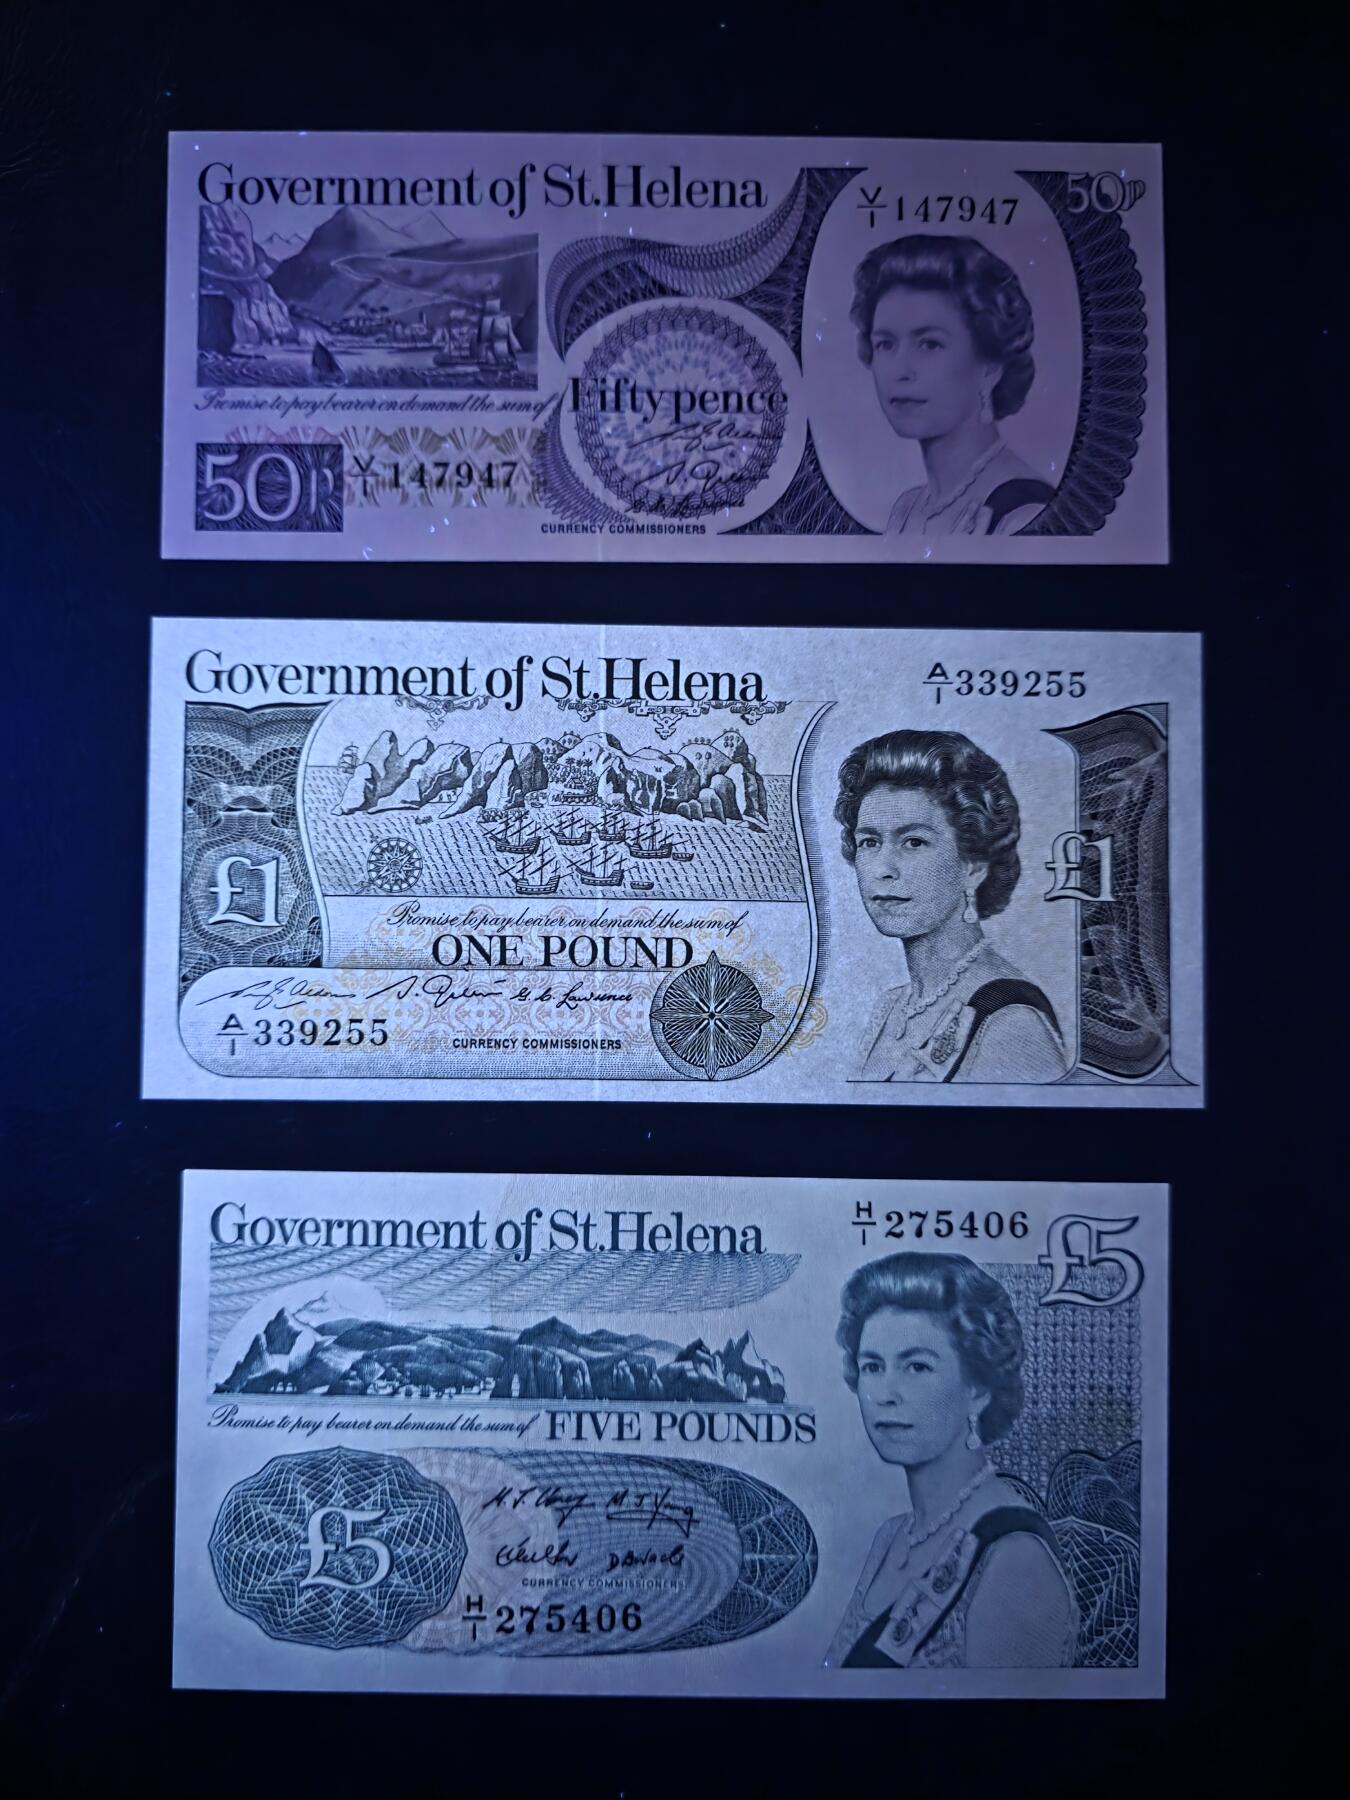 Government of St.Helena
V/1 147947
50p
Promise to pay bearer on demand the sum of
Fifty pence
50p
V/1 147947
CURRENCY COMMISSIONERS
Government of St.Helena
A/1 339255
£1
£1
Promise to pay bearer on demand the sum of
ONE POUND
G. C. Lawrence
A/1 339255
CURRENCY COMMISSIONERS
Government of St.Helena
H/1 275406
£5
Promise to pay bearer on demand the sum of
FIVE POUNDS
£5
M J Young
CURRENCY COMMISSIONERS
H/1 275406